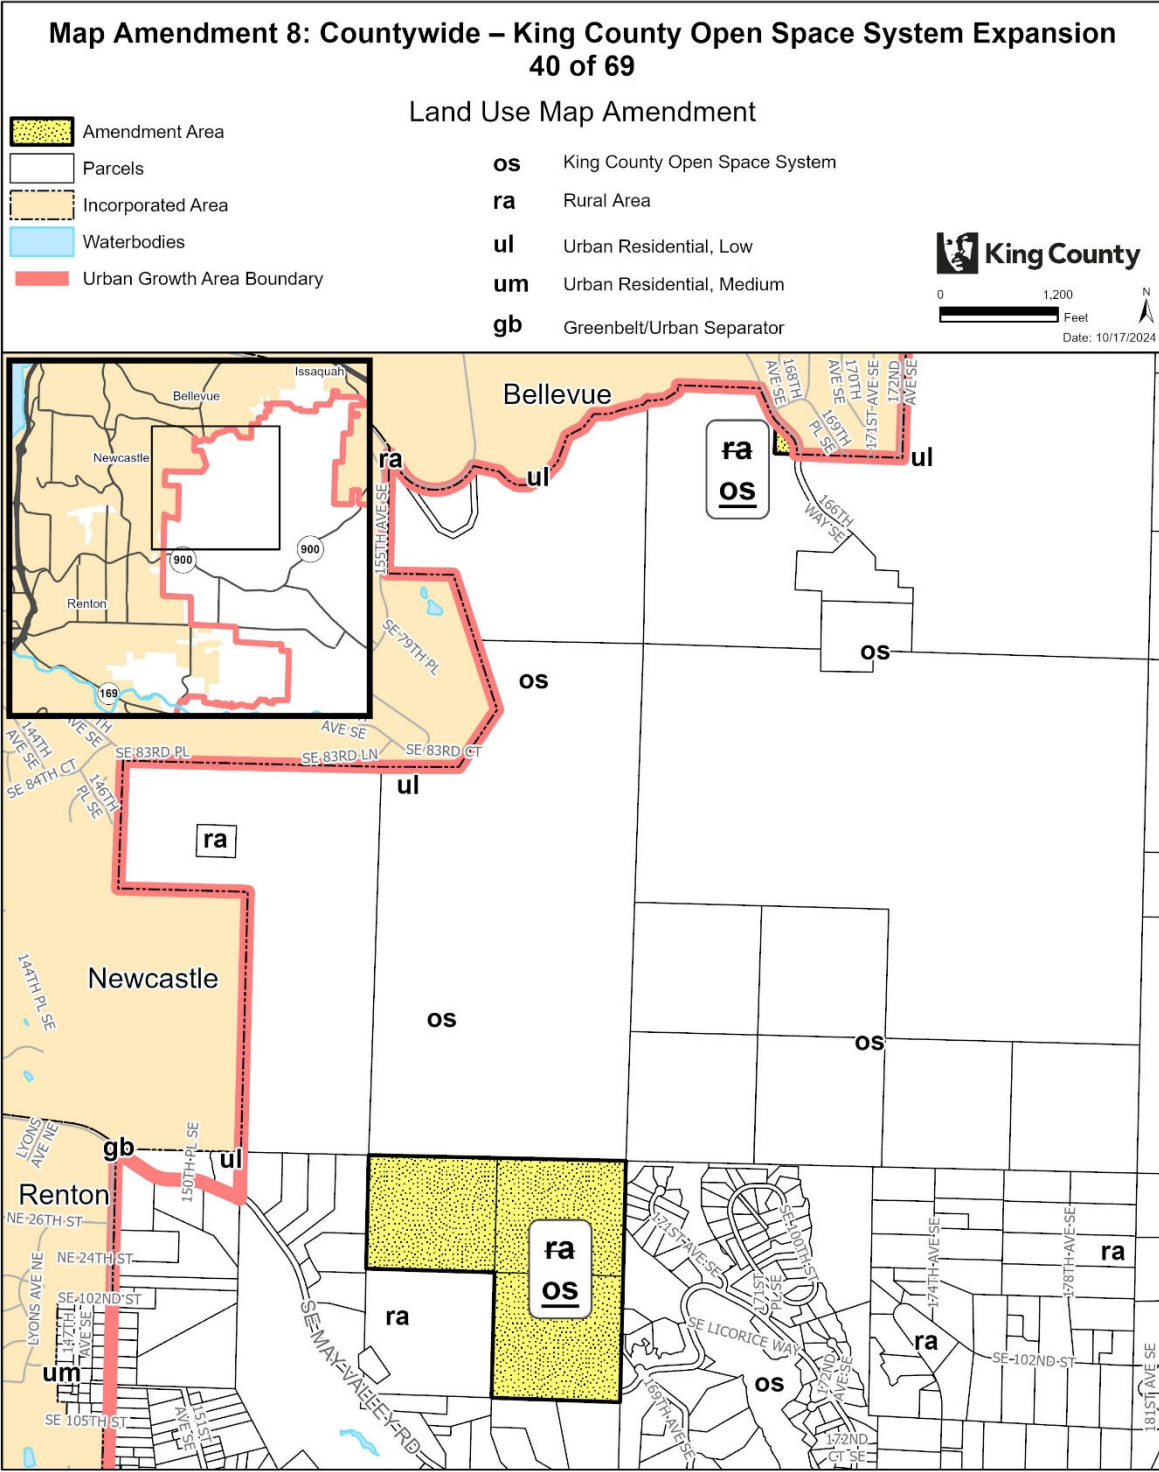 Map Amendment 8: Countywide – King County Open Space System Expansion
40 of 69
Land Use Map Amendment
Amendment Area
Parcels
Incorporated Area
Waterbodies
Urban Growth Area Boundary
os King County Open Space System
ra Rural Area
ul Urban Residential, Low
um Urban Residential, Medium
gb Greenbelt/Urban Separator
King County
0 1,200
Feet
N
Date: 10/17/2024
Issaquah
Bellevue
Newcastle
900
900
Renton
169
Bellevue
168TH
AVE SE
170TH
AVE SE
171ST AVE SE
172ND
AVE SE
169TH
PL SE
ra
ul
ra
os
ul
155TH AVE SE
166TH
WAY SE
SE 79TH PL
os
os
AVE SE
SE 83RD PL
SE 83RD LN
SE 83RD CT
ul
144TH
AVE SE
TH
AVE SE
SE 84TH CT
146TH
PL SE
ra
Newcastle
144TH PL SE
os
os
LYONS
AVE NE
gb
150TH PL SE
ul
Renton
NE 26TH ST
NE 24TH ST
LYONS AVE NE
SE 102ND ST
147TH
AVE SE
um
SE 105TH ST
151ST
AVE SE
SE MAY VALLEY RD
ra
ra
os
171ST AVE SE
SE 100TH ST
171ST
PL SE
SE LICORICE WAY
os
172ND
AVE SE
169TH AVE SE
172ND
CT SE
174TH AVE SE
178TH AVE SE
ra
ra
SE 102ND ST
181ST AVE SE